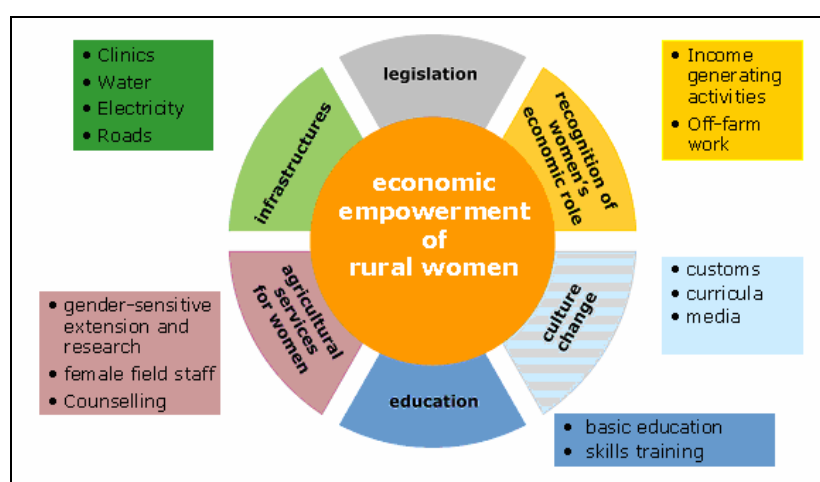 • Clinics
• Water
• Electricity
• Roads
legislation
• Income
generating
activities
• Off-farm
work
infrastructures
recognition of
women's
economic role
economic
empowerment
of
rural women
• gender-sensitive
extension and
research
• female field staff
• Counselling
agricultural
services
for women
culture
change
• customs
• curricula
• media
education
• basic education
• skills training